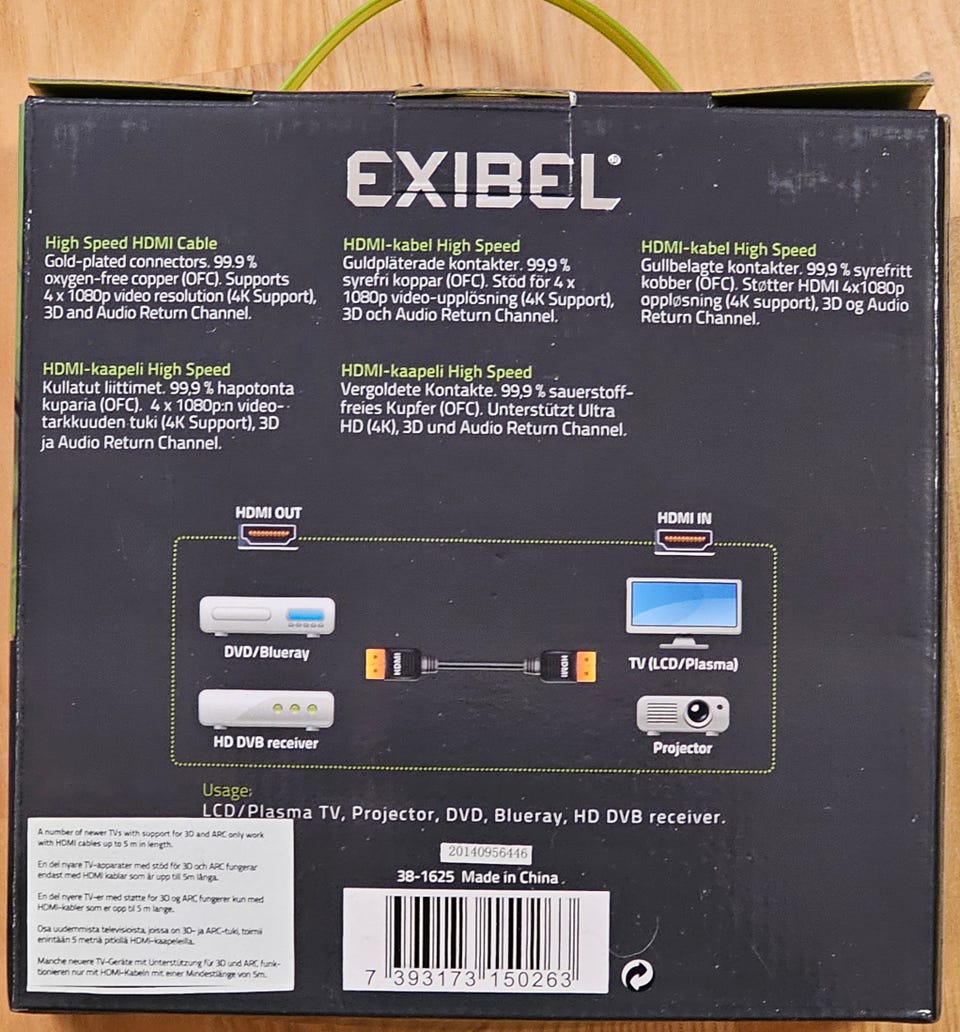 EXIBEL®
High Speed HDMI Cable
Gold-plated connectors. 99.9 %
oxygen-free copper (OFC). Supports
4 x 1080p video resolution (4K Support),
3D and Audio Return Channel.
HDMI-kabel High Speed
Guldpläterade kontakter. 99,9 %
syrefri koppar (OFC). Stöd för 4 x
1080p video-upplösning (4K Support),
3D och Audio Return Channel.
HDMI-kabel High Speed
Gullbelagte kontakter. 99,9 % syrefritt
kobber (OFC). Støtter HDMI 4x1080p
oppløsning (4K support), 3D og Audio
Return Channel.
HDMI-kaapeli High Speed
Kullatut liittimet. 99,9 % hapotonta
kuparia (OFC). 4 x 1080p:n video-
tarkkuuden tuki (4K Support), 3D
ja Audio Return Channel.
HDMI-kaapeli High Speed
Vergoldete Kontakte. 99,9 % sauerstoff-
freies Kupfer (OFC). Unterstützt Ultra
HD (4K), 3D und Audio Return Channel.
HDMI OUT
HDMI IN
DVD/Blueray
HDMI
HDMI
TV (LCD/Plasma)
HD DVB receiver
Projector
Usage:
LCD/Plasma TV, Projector, DVD, Blueray, HD DVB receiver.
A number of newer TVs with support for 3D and ARC only work
with HDMI cables up to 5 m in length.
En del nyare TV-apparater med stöd för 3D och ARC fungerar
endast med HDMI kablar som är upp till 5m långa.
En del nyere TV-er med støtte for 3D og ARC fungerer kun med
HDMI-kabler som er opp til 5 m lange.
Osa uudemmista televisioista, joissa on 3D- ja ARC-tuki, toimii
enintään 5 metriä pitkillä HDMI-kaapeleilla.
Manche neuere TV-Geräte mit Unterstützung für 3D und ARC funk-
tionieren nur mit HDMI-Kabeln mit einer Mindestlänge von 5m.
20140956446
38-1625 Made in China
7 393173 150263